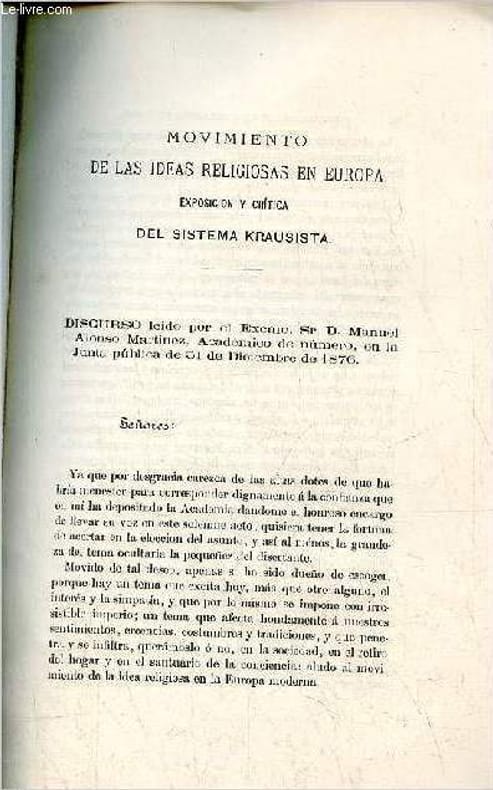 Le-livre.com
MOVIMIENTO
DE LAS IDEAS RELIGIOSAS EN EUROPA
EXPOSICION Y CRÍTICA
DEL SISTEMA KRAUSISTA.
DISCURSO leido por el Excmo. Sr D. Manuel
Alonso Martinez, Académico de número, en la
Junta pública de 31 de Diciembre de 1876.
Señores:
Ya que por desgracia carezca de las altas dotes de que ha-
bria menester para corresponder dignamente á la confianza que
en mí ha depositado la Academia dándome el honroso encargo
de llevar su voz en este solemne acto, quisiera tener la fortuna
de acertar en la eleccion del asunto, y así al ménos, la grande-
za del tema ocultaria la pequeñez del disertante.
Movido de tal deseo, apenas si he sido dueño de escoger,
porque hay un tema que excita hoy, más que otro alguno, el
interés y la simpatía, y que por lo mismo se impone con irre-
sistible imperio; un tema que afecta hondamente á nuestros
sentimientos, creencias, costumbres y tradiciones, y que pene-
tra y se infiltra, querámoslo ó no, en la sociedad, en el retiro
del hogar y en el santuario de la conciencia: aludo al movi
miento de la idea religiosa en la Europa moderna.